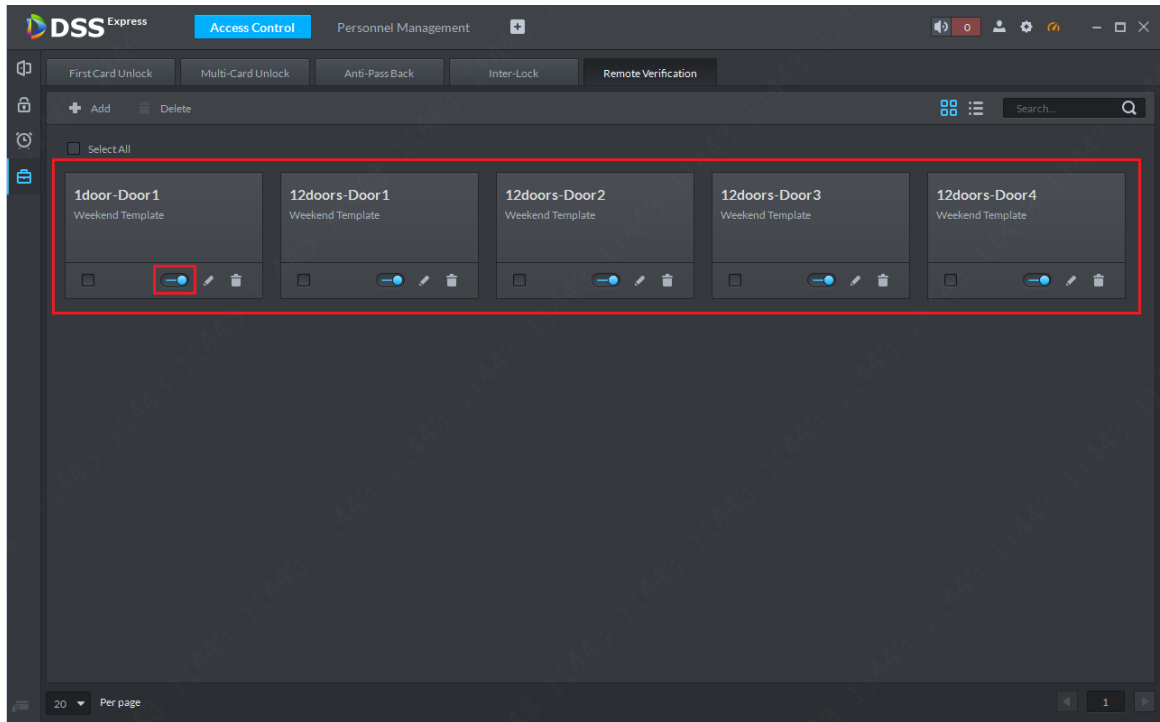 DSS Express Access Control Personnel Management 0
First Card Unlock Multi-Card Unlock Anti-Pass Back Inter-Lock Remote Verification
Add Delete Search...
Select All
1door-Door1 12doors-Door1 12doors-Door2 12doors-Door3 12doors-Door4
Weekend Template Weekend Template Weekend Template Weekend Template Weekend Template
20 Per page 1